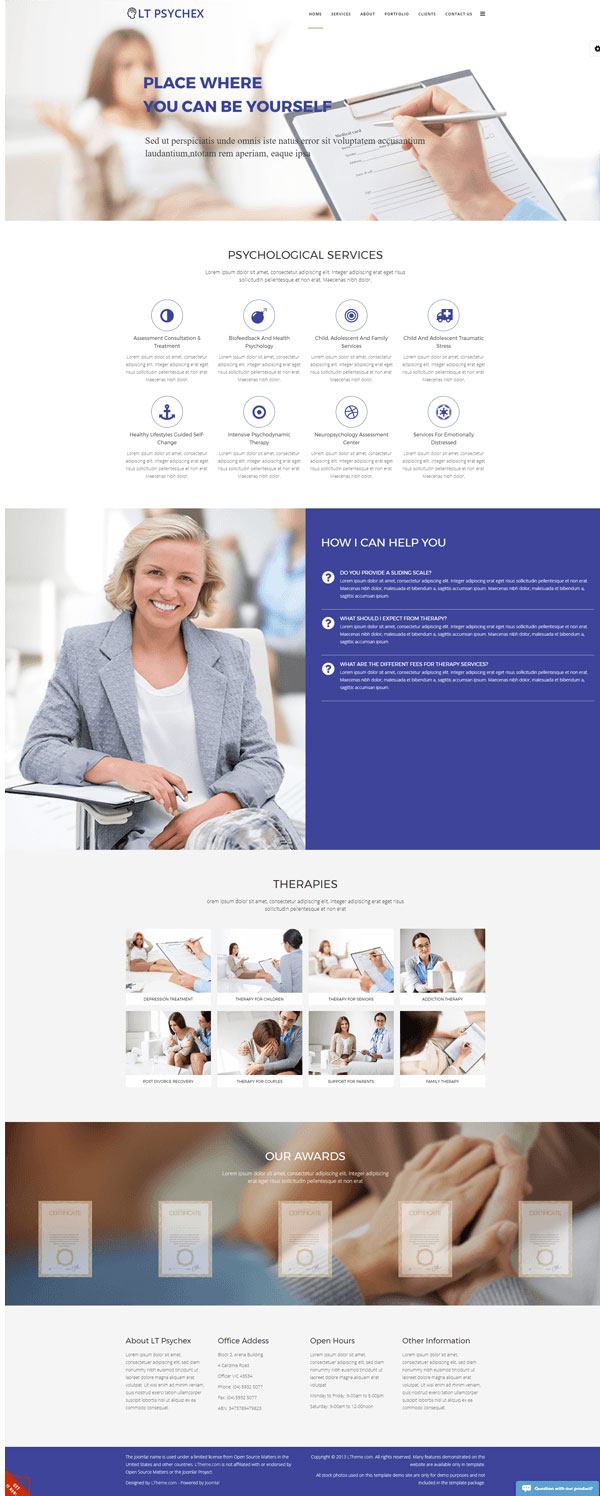 LT PSYCHEX
HOME SERVICES ABOUT PORTFOLIO CLIENTS CONTACT US
PLACE WHERE
YOU CAN BE YOURSELF
Medical card
Sed ut perspiciatis unde omnis iste natus error sit voluptatem accusantium
laudantium,ntotam rem aperiam, eaque ipsa
PSYCHOLOGICAL SERVICES
Lorem ipsum dolor sit amet, consectetur adipiscing elit. Integer adipiscing erat eget risus
sollicitudin pellentesque et non erat. Maecenas nibh dolor.
Assessment Consultation &
Treatment
Lorem ipsum dolor sit amet, consectetur
adipiscing elit. Integer adipiscing erat eget
risus sollicitudin pellentesque et non erat.
Maecenas nibh dolor.
Biofeedback And Health
Psychology
Lorem ipsum dolor sit amet, consectetur
adipiscing elit. Integer adipiscing erat eget
risus sollicitudin pellentesque et non erat.
Maecenas nibh dolor.
Child, Adolescent And Family
Services
Lorem ipsum dolor sit amet, consectetur
adipiscing elit. Integer adipiscing erat eget
risus sollicitudin pellentesque et non erat.
Maecenas nibh dolor.
Child And Adolescent Traumatic
Stress
Lorem ipsum dolor sit amet, consectetur
adipiscing elit. Integer adipiscing erat eget
risus sollicitudin pellentesque et non erat.
Maecenas nibh dolor.
Healthy Lifestyles Guided Self-
Change
Lorem ipsum dolor sit amet, consectetur
adipiscing elit. Integer adipiscing erat eget
risus sollicitudin pellentesque et non erat.
Maecenas nibh dolor.
Intensive Psychodynamic
Therapy
Lorem ipsum dolor sit amet, consectetur
adipiscing elit. Integer adipiscing erat eget
risus sollicitudin pellentesque et non erat.
Maecenas nibh dolor.
Neuropsychology Assessment
Center
Lorem ipsum dolor sit amet, consectetur
adipiscing elit. Integer adipiscing erat eget
risus sollicitudin pellentesque et non erat.
Maecenas nibh dolor.
Services For Emotionally
Distressed
Lorem ipsum dolor sit amet, consectetur
adipiscing elit. Integer adipiscing erat eget
risus sollicitudin pellentesque et non erat.
Maecenas nibh dolor.
HOW I CAN HELP YOU
DO YOU PROVIDE A SLIDING SCALE?
Lorem ipsum dolor sit amet, consectetur adipiscing elit. Integer adipiscing erat eget risus sollicitudin pellentesque et non erat.
Maecenas nibh dolor, malesuada et bibendum a, sagittis accumsan ipsum. Maecenas nibh dolor, malesuada et bibendum a,
sagittis accumsan ipsum.
WHAT SHOULD I EXPECT FROM THERAPY?
Lorem ipsum dolor sit amet, consectetur adipiscing elit. Integer adipiscing erat eget risus sollicitudin pellentesque et non erat.
Maecenas nibh dolor, malesuada et bibendum a, sagittis accumsan ipsum. Maecenas nibh dolor, malesuada et bibendum a,
sagittis accumsan ipsum.
WHAT ARE THE DIFFERENT FEES FOR THERAPY SERVICES?
Lorem ipsum dolor sit amet, consectetur adipiscing elit. Integer adipiscing erat eget risus sollicitudin pellentesque et non erat.
Maecenas nibh dolor, malesuada et bibendum a, sagittis accumsan ipsum. Maecenas nibh dolor, malesuada et bibendum a,
sagittis accumsan ipsum.
THERAPIES
orem ipsum dolor sit amet, consectetur adipiscing elit. Integer adipiscing erat eget risus
sollicitudin pellentesque et non erat
DEPRESSION TREATMENT
THERAPY FOR CHILDREN
THERAPY FOR SENIORS
ADDICTION THERAPY
POST DIVORCE RECOVERY
THERAPY FOR COUPLES
SUPPORT FOR PARENTS
FAMILY THERAPY
OUR AWARDS
Lorem ipsum dolor sit amet, consectetur adipiscing elit. Integer adipiscing
erat eget risus sollicitudin pellentesque et non erat
CERTIFICATE
CERTIFICATE
CERTIFICATE
CERTIFICATE
CERTIFICATE
About LT Psychex
Lorem ipsum dolor sit amet,
consectetuer adipiscing elit, sed diam
nonummy nibh euismod tincidunt ut
laoreet dolore magna aliquam erat
volutpat. Ut wisi enim ad minim veniam,
quis nostrud exerci tation ullamcorper
suscipit lobortis nisl ut aliquip ex ea
commodo consequat.
Office Addess
Block 2, Arena Building
4 Cardinia Road
Officer VIC 43534
Phone: (04) 5932 5077
Fax: (04) 5932 5077
ABN: 3475789479823
Open Hours
Lorem ipsum dolor sit amet,
consectetuer adipiscing elit, sed diam
nonummy nibh euismod tincidunt ut
laoreet dolore magna aliquam erat
volutpat.
Monday to Friday: 9-00am to 5-00pm
Saturday: 9-00am to 12-00noon
Other Information
Lorem ipsum dolor sit amet,
consectetuer adipiscing elit, sed diam
nonummy nibh euismod tincidunt ut
laoreet dolore magna aliquam erat
volutpat. Ut wisi enim ad minim veniam,
quis nostrud exerci tation ullamcorper
suscipit lobortis nisl ut aliquip ex ea
commodo consequat.
The Joomla! name is used under a limited license from Open Source Matters in the
United States and other countries. LTheme.com is not affiliated with or endorsed by
Open Source Matters or the Joomla! Project.
Designed by LTheme.com - Powered by Joomla!
Copyright © 2013 LTheme.com. All rights reserved. Many features demonstrated on this
website are available only in template.
All stock photos used on this template demo site are only for demo purposes and not
included in the template package.
Question with our product?